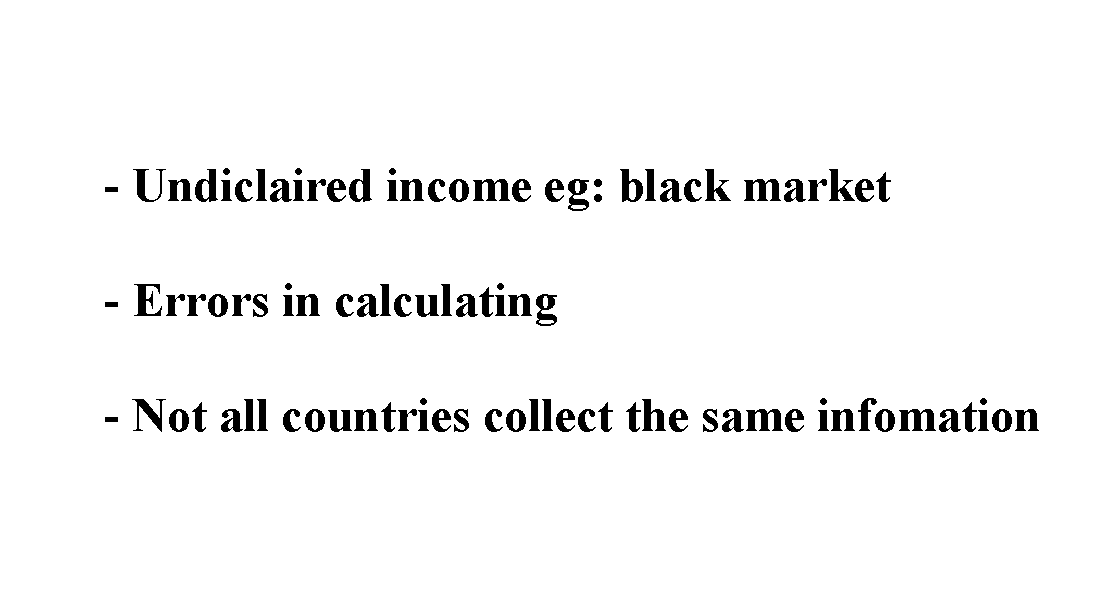 - Undiclaired income eg: black market
- Errors in calculating
- Not all countries collect the same infomation